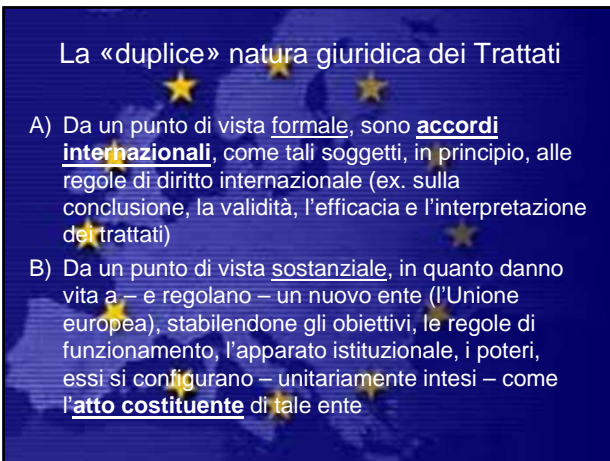 La «duplice» natura giuridica dei Trattati
A) Da un punto di vista formale, sono accordi
internazionali, come tali soggetti, in principio, alle
regole di diritto internazionale (ex. sulla
conclusione, la validità, l'efficacia e l'interpretazione
dei trattati)
B) Da un punto di vista sostanziale, in quanto danno
vita a – e regolano – un nuovo ente (l'Unione
europea), stabilendone gli obiettivi, le regole di
funzionamento, l'apparato istituzionale, i poteri,
essi si configurano – unitariamente intesi – come
l'atto costituente di tale ente